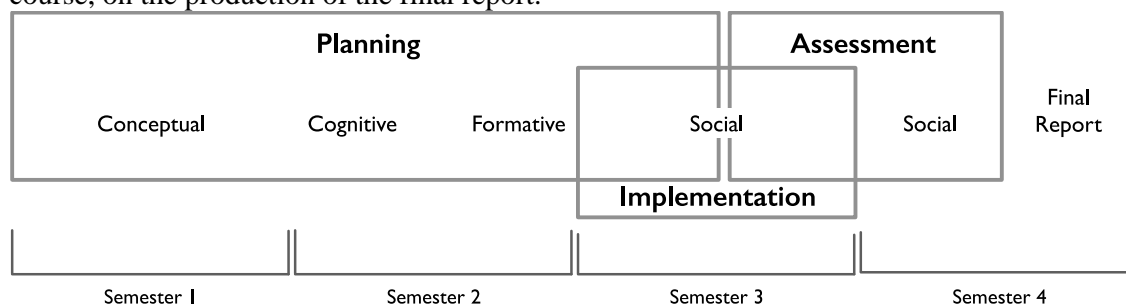 course, on the production of the final report.
Planning Assessment
Conceptual Cognitive Formative Social Social Final
Report
Implementation
Semester 1 Semester 2 Semester 3 Semester 4